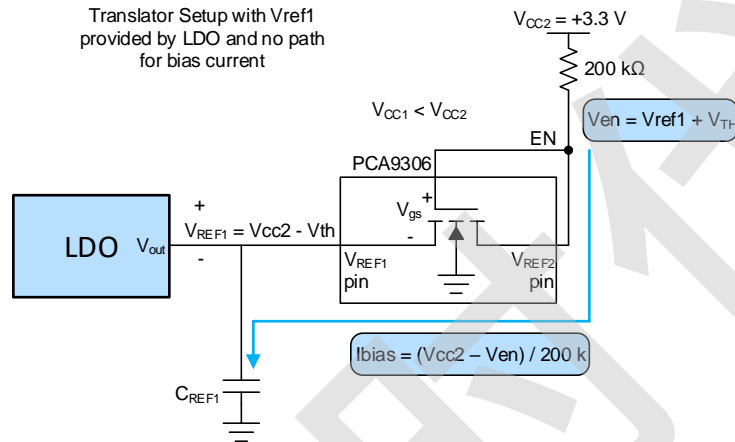 Translator Setup with Vref1
provided by LDO and no path
for bias current
VCC2 = +3.3 V
200 kΩ
VCC1 < VCC2
Ven = Vref1 + VTH
EN
PCA9306
+
Vgs
-
LDO
Vout
+
VREF1 = Vcc2 - Vth
-
VREF1
pin
VREF2
pin
Ibias = (Vcc2 – Ven) / 200 k
CREF1